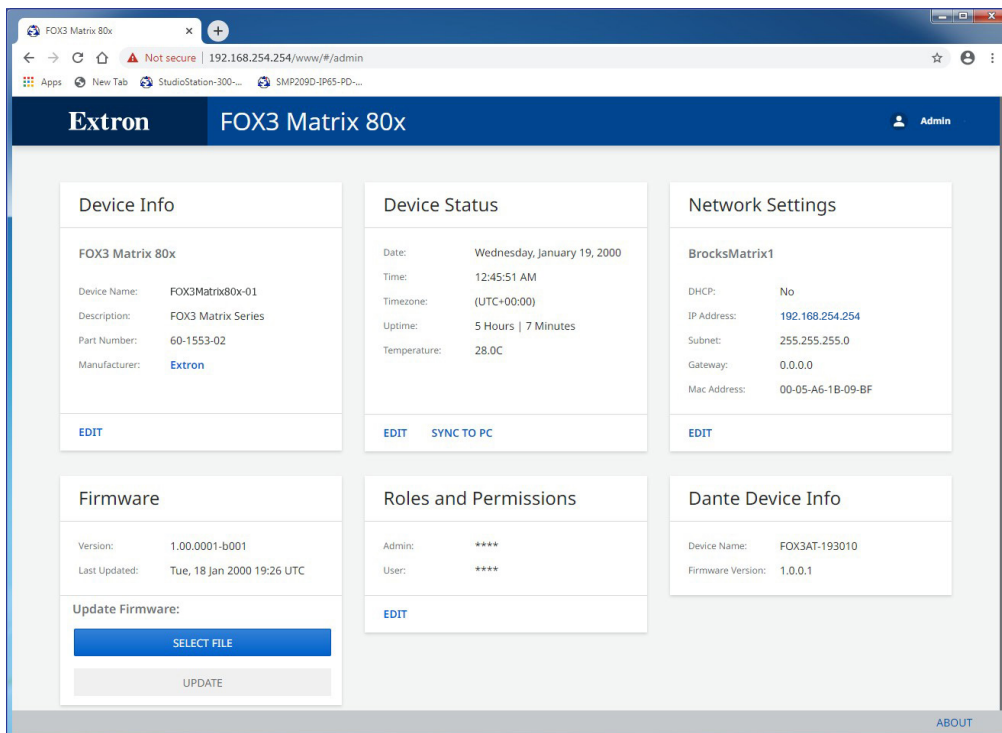 FOX3 Matrix 80x
Not secure | 192.168.254.254/www/#/admin
Apps New Tab StudioStation-300-... SMP209D-IP65-PD-...
Extron FOX3 Matrix 80x Admin
Device Info
FOX3 Matrix 80x
Device Name: FOX3Matrix80x-01
Description: FOX3 Matrix Series
Part Number: 60-1553-02
Manufacturer: Extron
EDIT
Device Status
Date: Wednesday, January 19, 2000
Time: 12:45:51 AM
Timezone: (UTC+00:00)
Uptime: 5 Hours | 7 Minutes
Temperature: 28.0C
EDIT SYNC TO PC
Network Settings
BrocksMatrix1
DHCP: No
IP Address: 192.168.254.254
Subnet: 255.255.255.0
Gateway: 0.0.0.0
Mac Address: 00-05-A6-1B-09-BF
EDIT
Firmware
Version: 1.00.0001-b001
Last Updated: Tue, 18 Jan 2000 19:26 UTC
Update Firmware:
SELECT FILE
UPDATE
Roles and Permissions
Admin: ****
User: ****
EDIT
Dante Device Info
Device Name: FOX3AT-193010
Firmware Version: 1.0.0.1
ABOUT